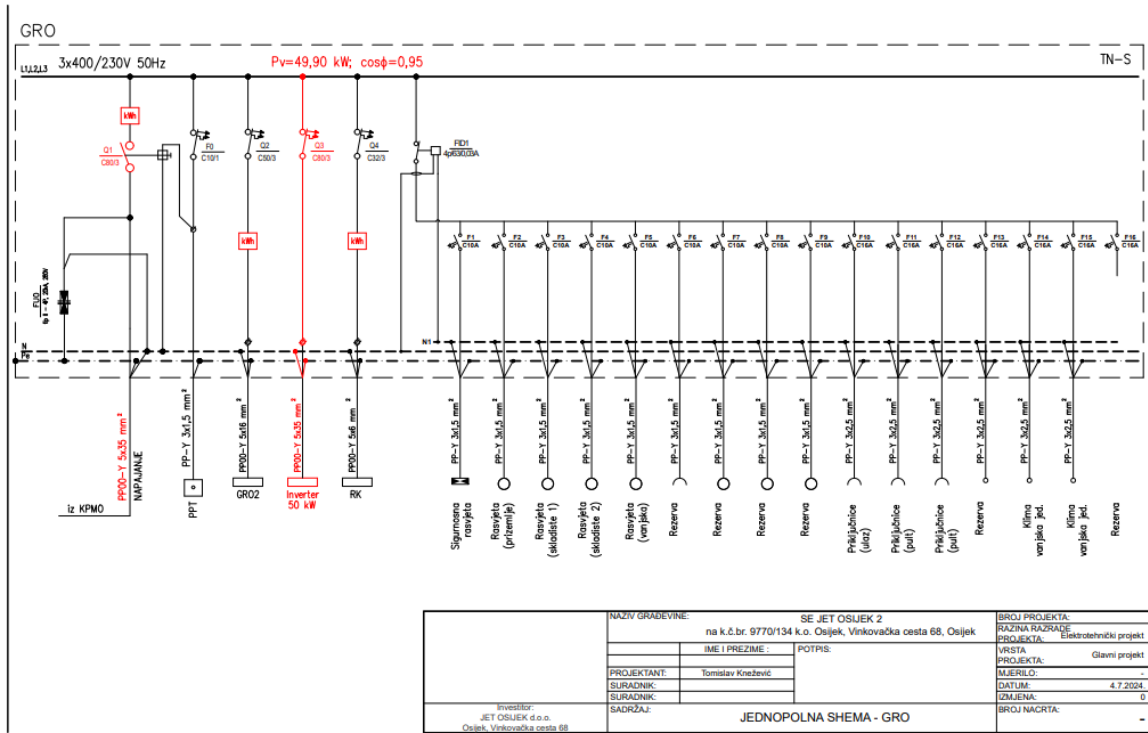 GRO
L1,L2,L3
3x400/230V 50Hz
Pv=49,90 kW; cosϕ=0,95
TN-S
kWh
Q1
C80/3
F0
C10/1
Q2
C50/3
Q3
C80/3
Q4
C32/3
FID1
4p/63/0,03A
kWh
kWh
F1
C10A
F2
C10A
F3
C10A
F4
C10A
F5
C10A
F6
C10A
F7
C10A
F8
C10A
F9
C10A
F10
C16A
F11
C16A
F12
C16A
F13
C16A
F14
C16A
F15
C16A
F16
C16A
FU0
N
Pe
N1
PP00-Y 5x35 mm²
NAPAJANJE
iz KPMO
PP-Y 3x1,5 mm²
PPT
PP00-Y 5x16 mm²
GRO2
PP00-Y 5x35 mm²
Inverter
50 kW
PP00-Y 5x6 mm²
RK
PP-Y 3x1,5 mm²
Sigurnosna
rasvjeta
PP-Y 3x1,5 mm²
Rasvjeta
(prizemlje)
PP-Y 3x1,5 mm²
Rasvjeta
(skladiste 1)
PP-Y 3x1,5 mm²
Rasvjeta
(skladiste 2)
PP-Y 3x1,5 mm²
Rasvjeta
(vanjska)
PP-Y 3x1,5 mm²
Rezerva
PP-Y 3x1,5 mm²
Rezerva
PP-Y 3x1,5 mm²
Rezerva
PP-Y 3x1,5 mm²
Rezerva
PP-Y 3x2,5 mm²
Priključnice
(ulaz)
PP-Y 3x2,5 mm²
Priključnice
(pult)
PP-Y 3x2,5 mm²
Priključnice
(pult)
PP-Y 3x2,5 mm²
Rezerva
PP-Y 3x2,5 mm²
Klima
vanjska jed.
PP-Y 3x2,5 mm²
Klima
vanjska jed.
Rezerva
NAZIV GRAĐEVINE:
SE JET OSIJEK 2
na k.č.br. 9770/134 k.o. Osijek, Vinkovačka cesta 68, Osijek
BROJ PROJEKTA:
RAZINA RAZRADE
PROJEKTA: Elektrotehnički projekt
IME I PREZIME :
POTPIS:
VRSTA
PROJEKTA: Glavni projekt
PROJEKTANT: Tomislav Knežević
MJERILO: -
SURADNIK:
DATUM: 4.7.2024.
SURADNIK:
IZMJENA: 0
Investitor:
JET OSIJEK d.o.o.
Osijek, Vinkovačka cesta 68
SADRŽAJ:
JEDNOPOLNA SHEMA - GRO
BROJ NACRTA:
-